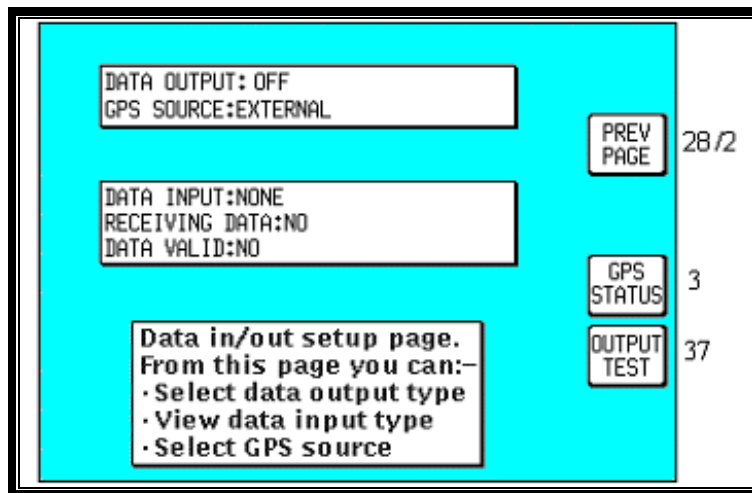 DATA OUTPUT: OFF
GPS SOURCE:EXTERNAL
PREV
PAGE
28/2
DATA INPUT:NONE
RECEIVING DATA:NO
DATA VALID:NO
GPS
STATUS
3
OUTPUT
TEST
37
Data in/out setup page.
From this page you can:–
·Select data output type
·View data input type
·Select GPS source